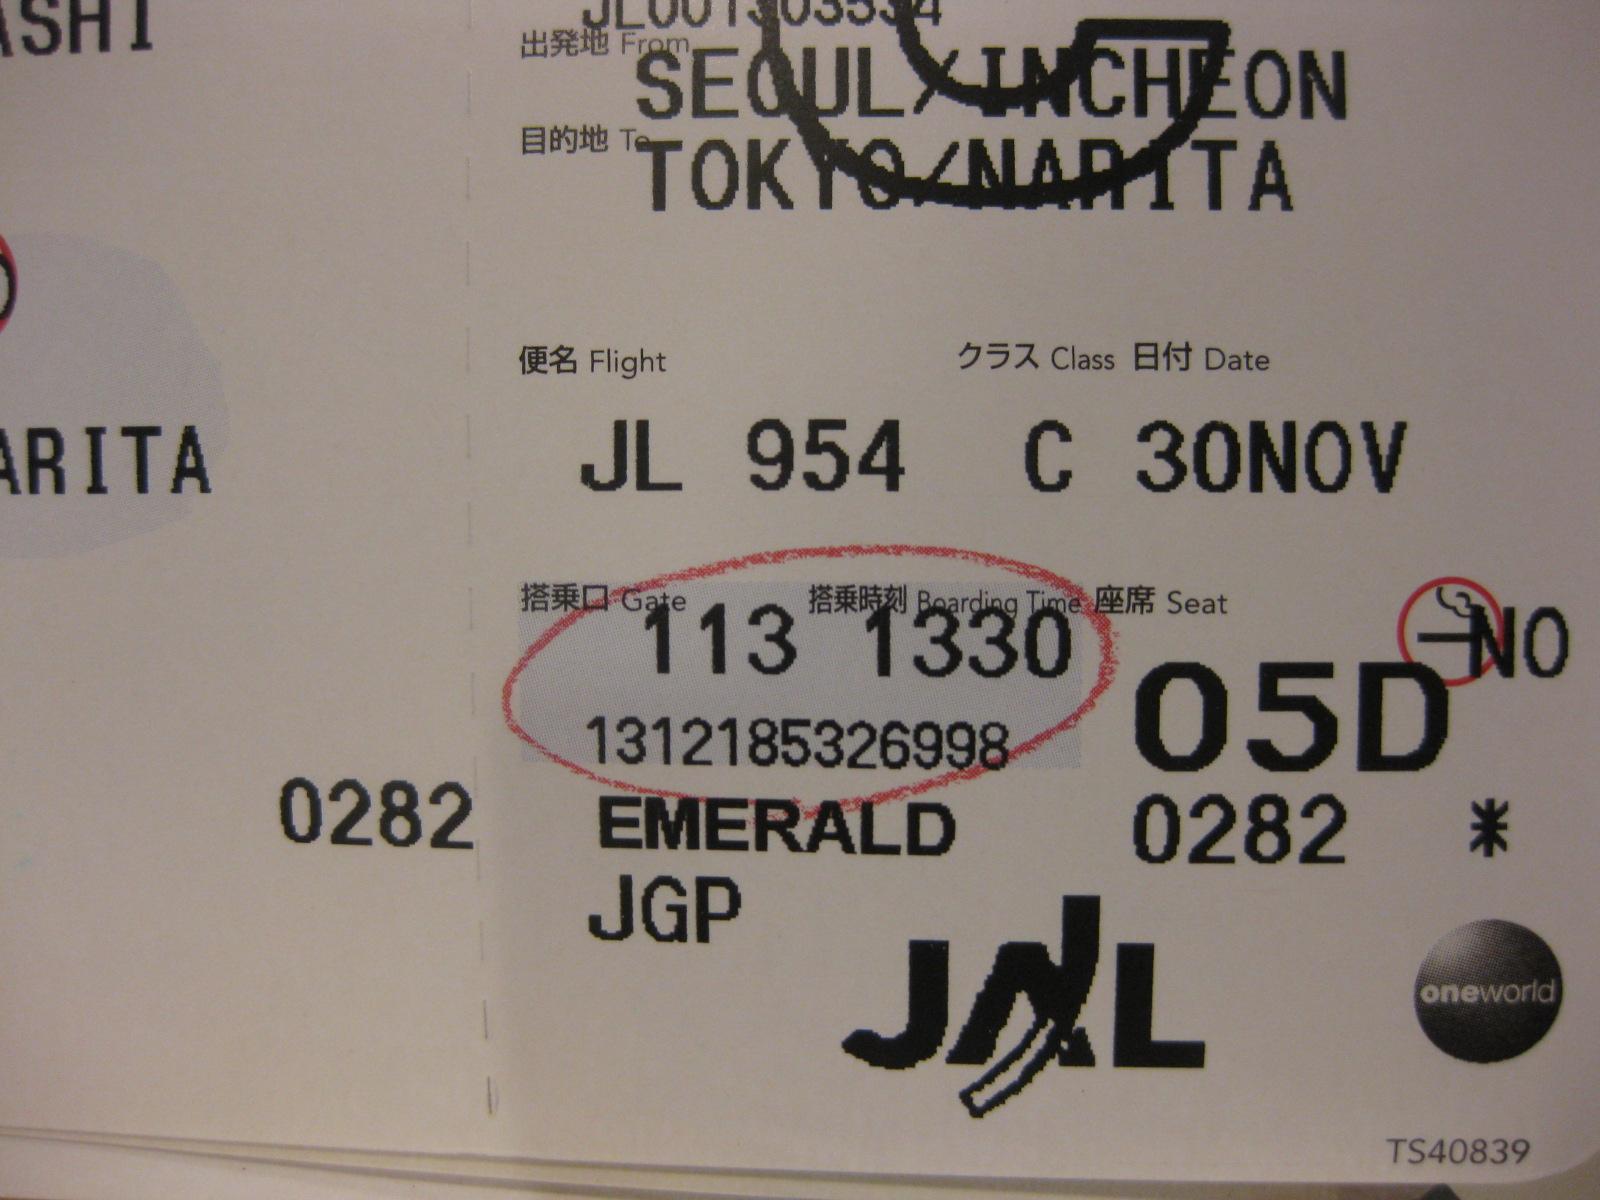 ASHI
ARITA
0282
JL001303534
出発地 From
SEOUL/INCHEON
目的地 To
TOKYO/NARITA
便名 Flight クラス Class 日付 Date
JL 954 C 30NOV
搭乗口 Gate 搭乗時刻 Boarding Time 座席 Seat
113 1330 NO
05D
1312185326998
EMERALD 0282 *
JGP
JAL
oneworld
TS40839